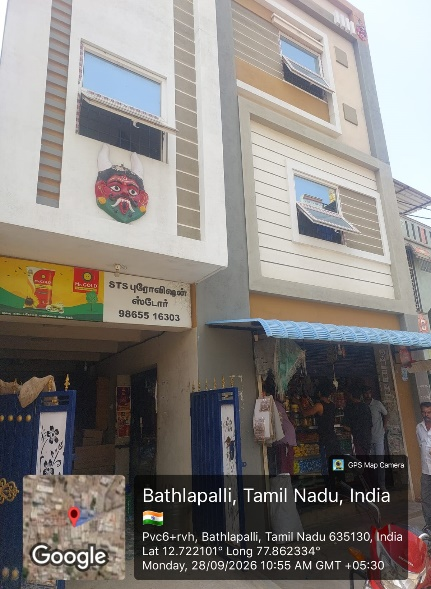 STS புரோவிஷன்
ஸ்டோர்
98655 16303
GPS Map Camera
Bathlapalli, Tamil Nadu, India
Pvc6+rvh, Bathlapalli, Tamil Nadu 635130, India
Lat 12.722101° Long 77.862334°
Monday, 28/09/2026 10:55 AM GMT +05:30
Google